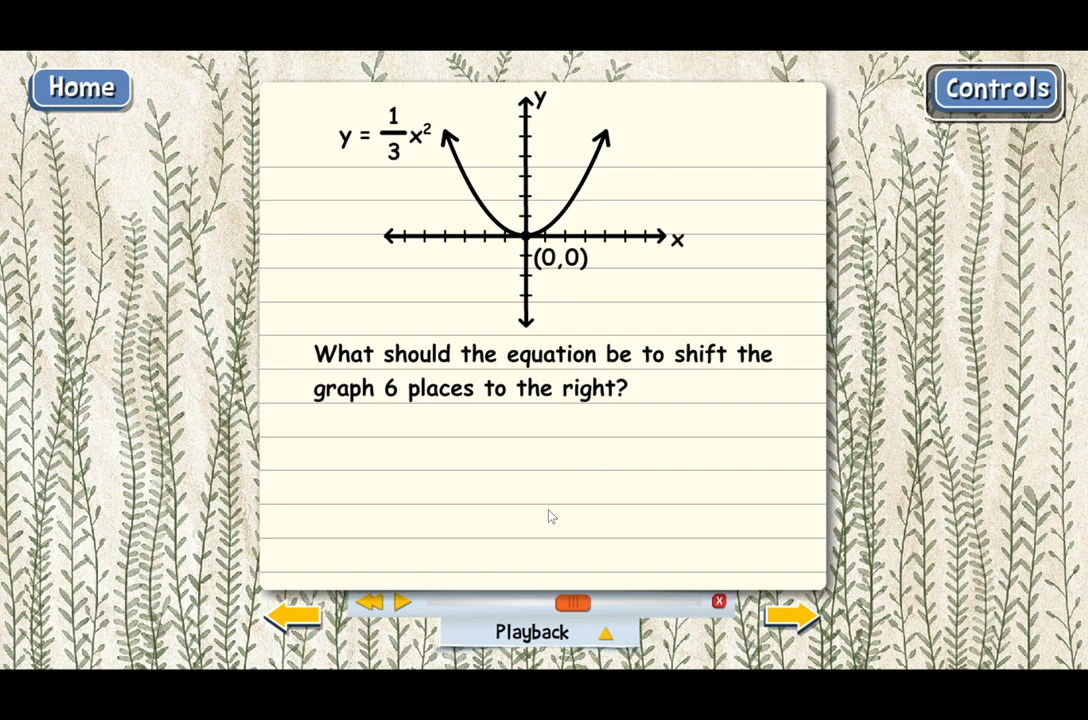 Home
Controls
y = 1/3 x²
y
x
(0,0)
What should the equation be to shift the
graph 6 places to the right?
X
Playback